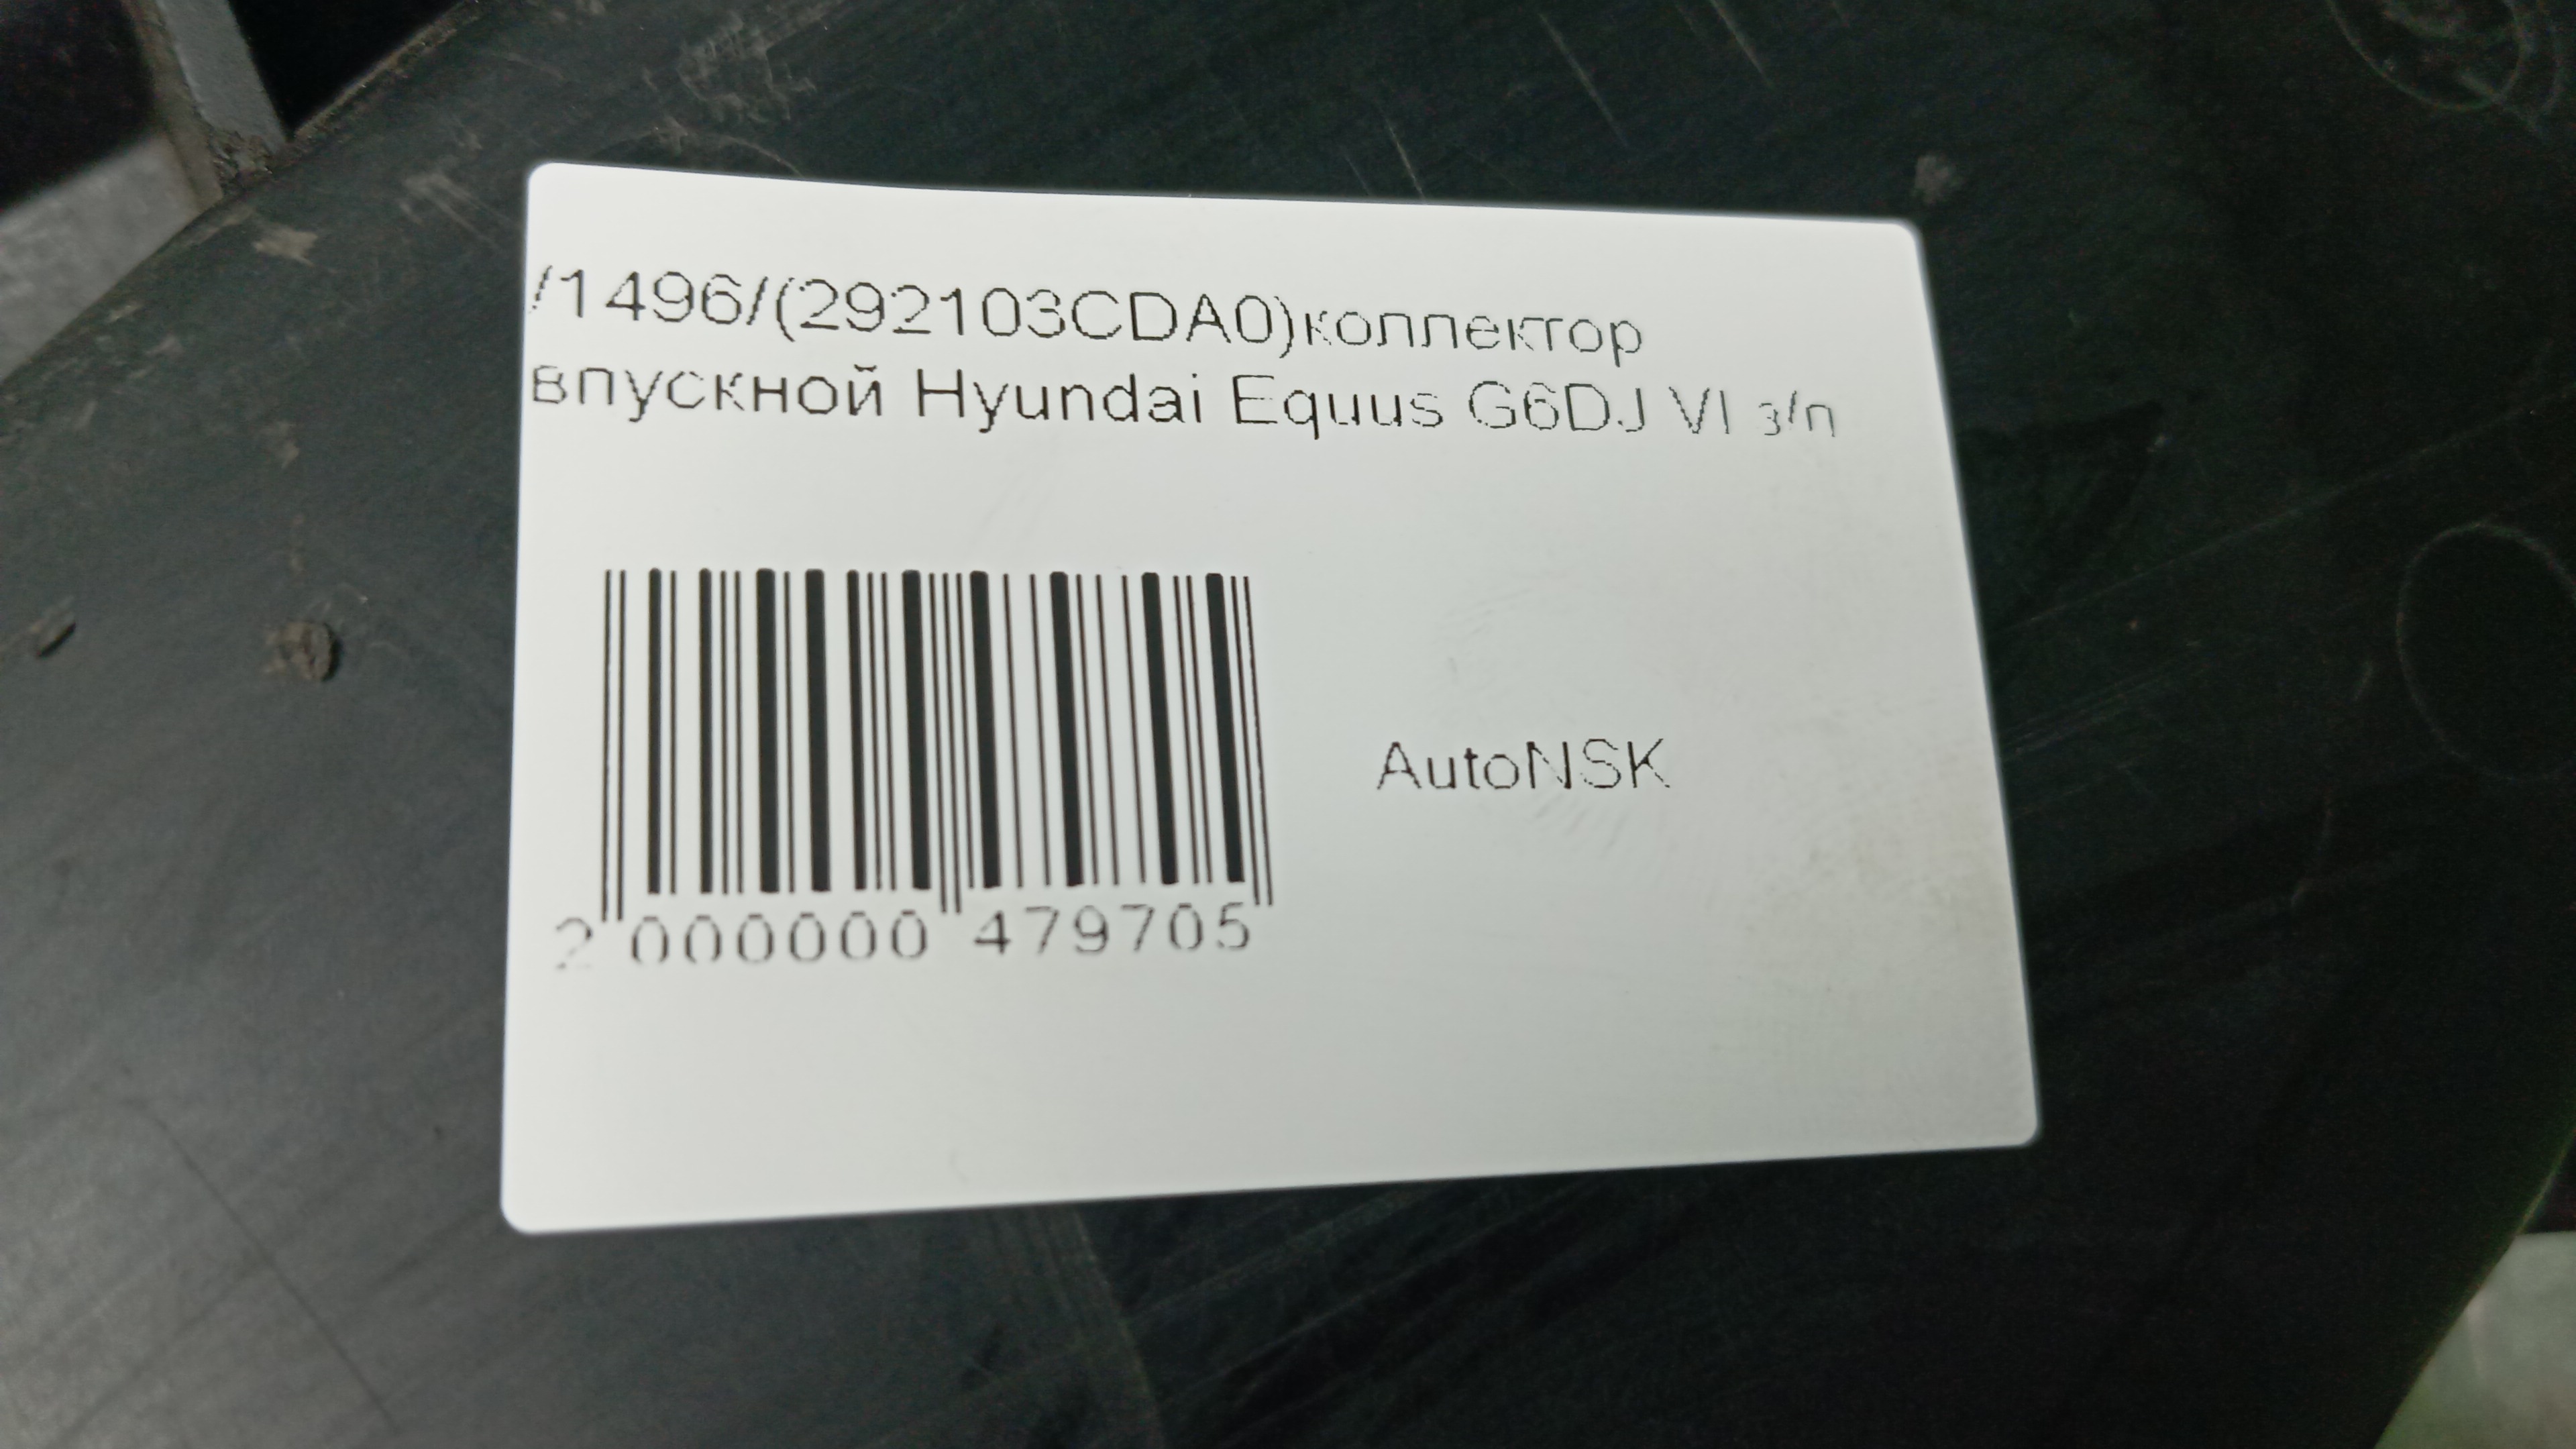 /1496/(292103CDA0)коллектор
впускной Hyundai Equus G6DJ VI з/п
AutoNSK
2 000000 479705